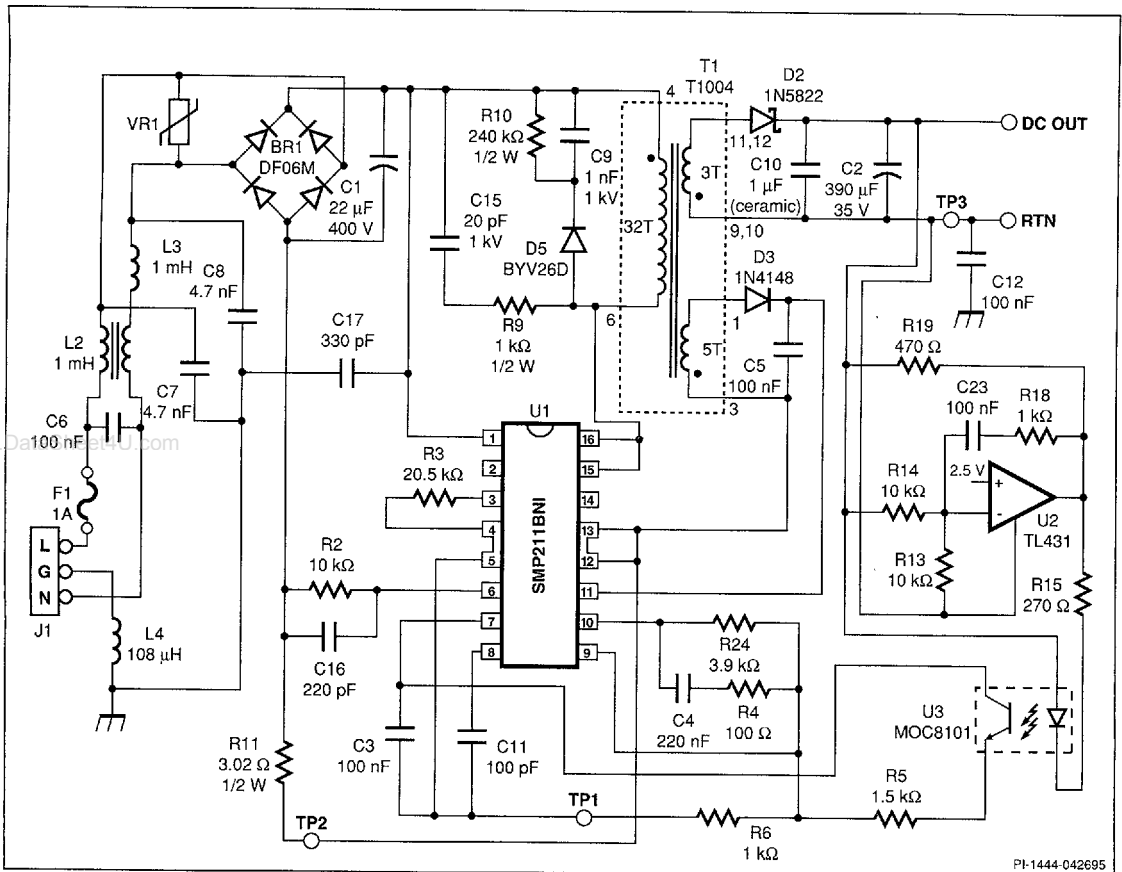 T1
T1004
D2
1N5822
4
VR1
R10
240 kΩ
1/2 W
11,12
DC OUT
BR1
DF06M
C9
1 nF
1 kV
3T
C10
1 µF
(ceramic)
C2
390 µF
35 V
C1
22 µF
400 V
C15
20 pF
1 kV
32T
TP3
RTN
9,10
D5
BYV26D
D3
1N4148
L3
1 mH
C8
4.7 nF
C12
100 nF
6
1
R9
1 kΩ
1/2 W
R19
470 Ω
C17
330 pF
L2
1 mH
5T
C5
100 nF
C7
4.7 nF
3
C23
100 nF
R18
1 kΩ
C6
100 nF
DataSheet4U.com
U1
1
2
3
4
5
6
7
8
16
15
14
13
12
11
10
9
SMP211BNI
R3
20.5 kΩ
R14
10 kΩ
2.5 V
+
-
U2
TL431
F1
1A
L
G
N
J1
R2
10 kΩ
R13
10 kΩ
R15
270 Ω
L4
108 µH
C16
220 pF
R24
3.9 kΩ
C4
220 nF
R4
100 Ω
U3
MOC8101
R11
3.02 Ω
1/2 W
C3
100 nF
C11
100 pF
TP1
R5
1.5 kΩ
TP2
R6
1 kΩ
PI-1444-042695